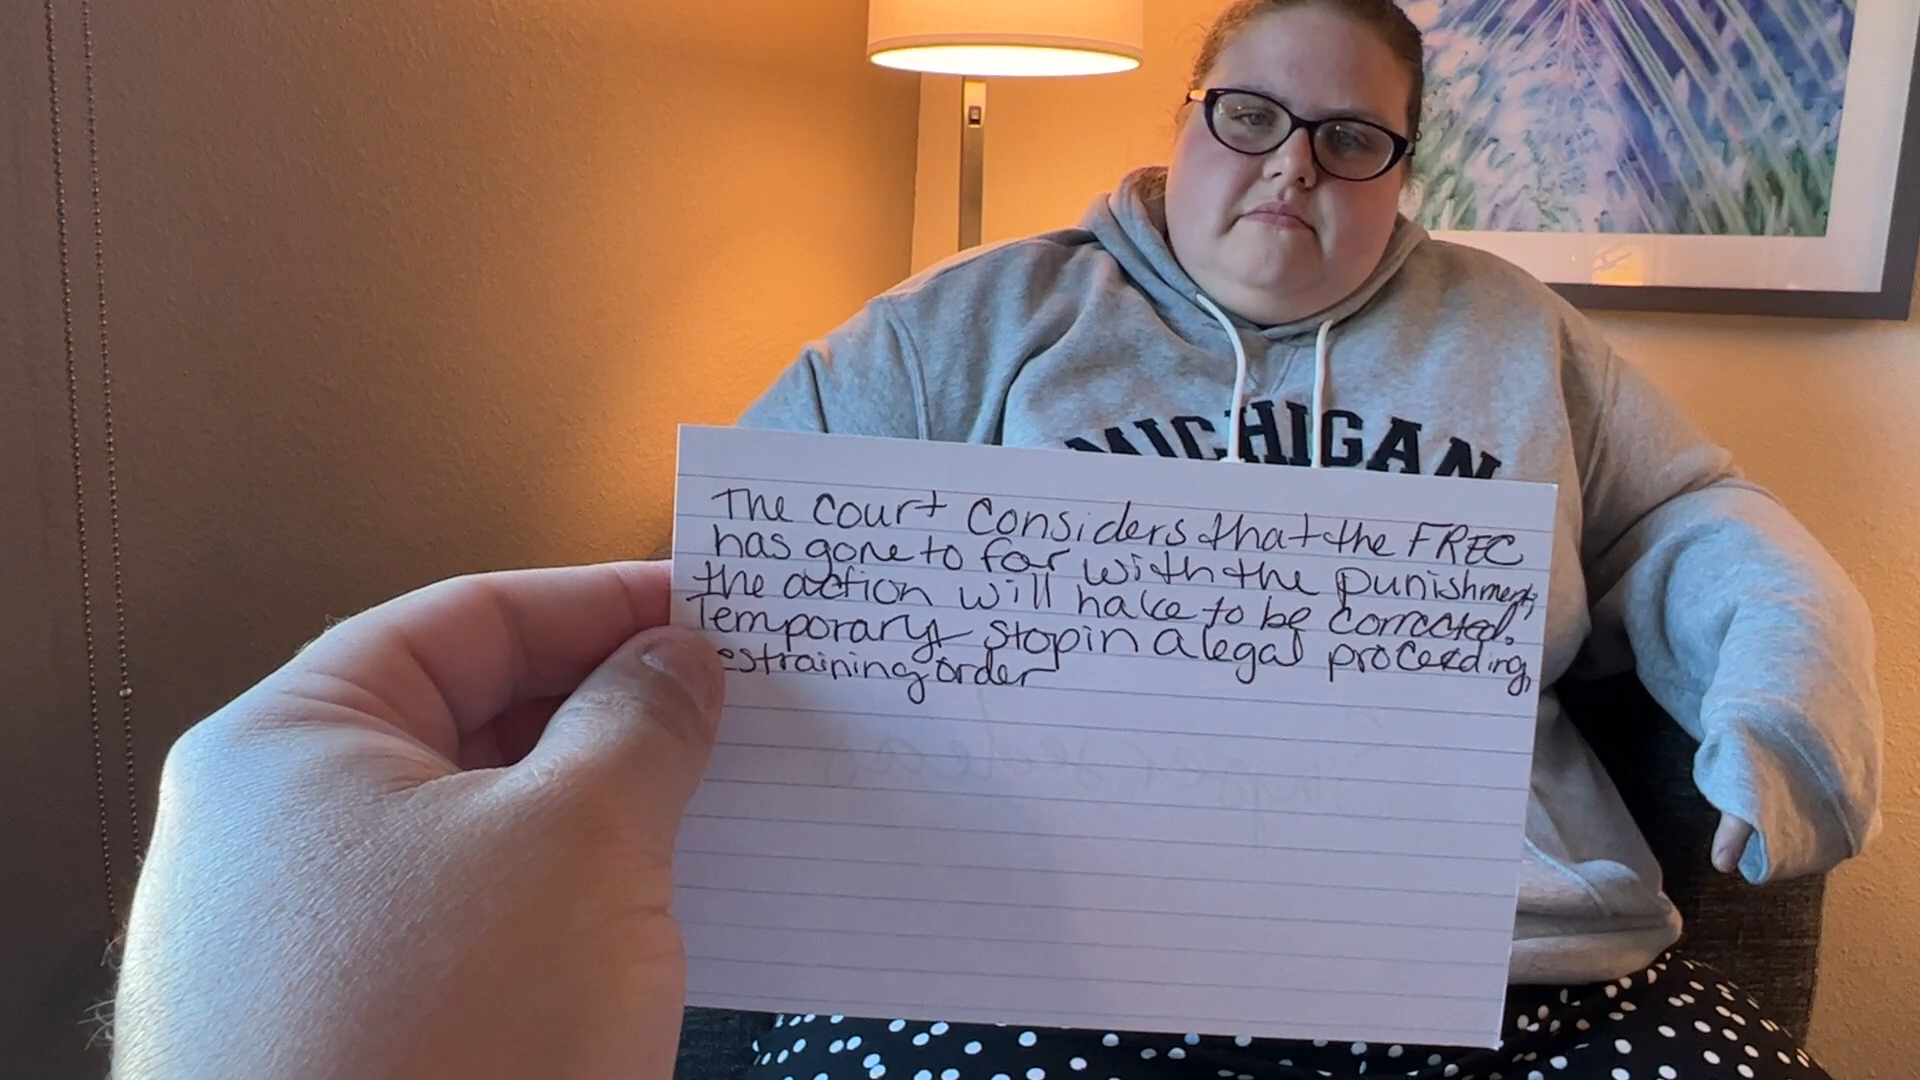 MICHIGAN
The court considers that the FREC
has gone to far with the punishment,
the action will have to be corrected.
Temporary stop in a legal proceeding,
restraining order
Supersedeas